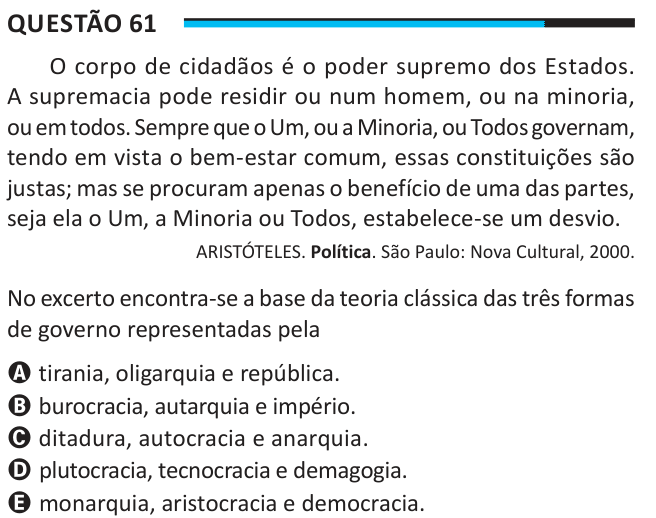 QUESTÃO 61
O corpo de cidadãos é o poder supremo dos Estados.
A supremacia pode residir ou num homem, ou na minoria,
ou em todos. Sempre que o Um, ou a Minoria, ou Todos governam,
tendo em vista o bem-estar comum, essas constituições são
justas; mas se procuram apenas o benefício de uma das partes,
seja ela o Um, a Minoria ou Todos, estabelece-se um desvio.
ARISTÓTELES. Política. São Paulo: Nova Cultural, 2000.
No excerto encontra-se a base da teoria clássica das três formas
de governo representadas pela
A tirania, oligarquia e república.
B burocracia, autarquia e império.
C ditadura, autocracia e anarquia.
D plutocracia, tecnocracia e demagogia.
E monarquia, aristocracia e democracia.